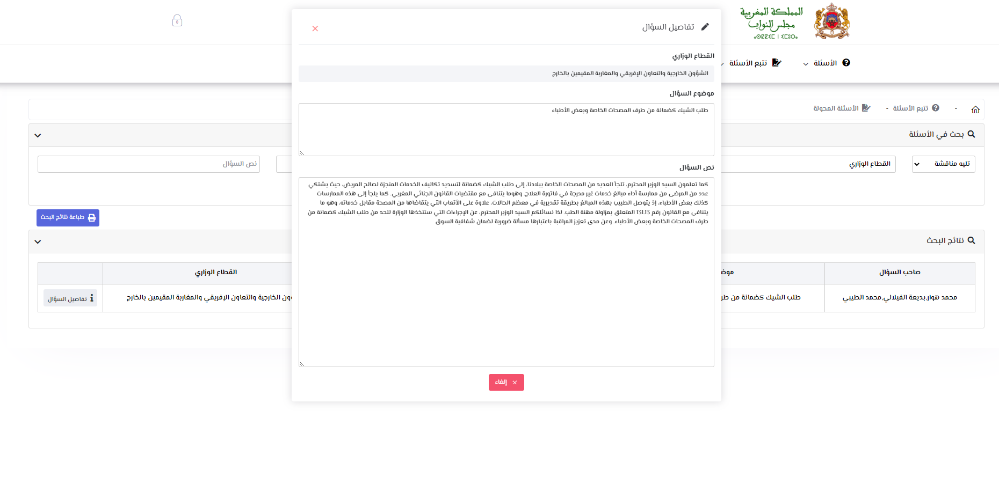 المملكة المغربية
مجلس النواب
ⵜⴰⴳⵍⴷⵉⵜ ⵏ ⵍⵎⵖⵔⵉⴱ
0
الأسئلة
تتبع الأسئلة
تتبع الأسئلة - الأسئلة المحولة
بحث في الأسئلة
تليه مناقشة
القطاع الوزاري
نص السؤال
طباعة نتائج البحث
نتائج البحث
صاحب السؤال
القطاع الوزاري
محمد هوار,بديعة الفيلالي,محمد الطيبي
طلب الشيك كضمانة من
الخارجية والتعاون الإفريقي والمغاربة المقيمين بالخارج
تفاصيل السؤال
تفاصيل السؤال
القطاع الوزاري
الشؤون الخارجية والتعاون الإفريقي والمغاربة المقيمين بالخارج
موضوع السؤال
طلب الشيك كضمانة من طرف المصحات الخاصة وبعض الأطباء
نص السؤال
كما تعلمون السيد الوزير المحترم، تلجأ العديد من المصحات الخاصة ببلادنا، إلى طلب الشيك كضمانة لتسديد تكاليف الخدمات المنجزة لصالح المريض، حيث يشتكي
عدد من المرضى من ممارسة أداء مبالغ خدمات غير مدرجة في فاتورة العلاج، وهوما يتنافى مع مقتضيات القانون الجنائي المغربي. كما يلجأ إلى هذه الممارسات
كذلك بعض الأطباء، إذ يتوصل الطبيب بهذه المبالغ بطريقة تقديرية في معظم الحالات، علاوة على الأتعاب التي يتقاضاها من المصحة مقابل خدماته، وهو ما
يتنافى مع القانون رقم 131.13 المتعلق بمزاولة مهنة الطب. لذا نسائلكم السيد الوزير المحترم، عن الإجراءات التي ستتخذها الوزارة للحد من طلب الشيك كضمانة من
طرف المصحات الخاصة وبعض الأطباء. وعن مدى تعزيز المراقبة باعتبارها مسألة ضرورية لضمان شفافية السوق
إلغاء